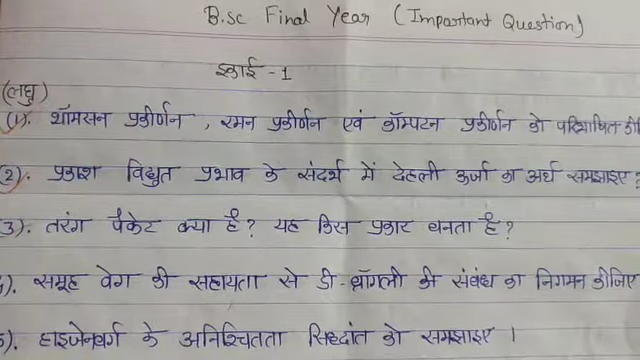 B.sc Final Year (Impartant Question)
इकाई - 1
(लघु)
(1). थॉमसन प्रकीर्णन , रमन प्रकीर्णन एवं कॉम्पटन प्रकीर्णन को परिभाषित
(2). प्रकाश विद्युत प्रभाव के संदर्भ में देहली ऊर्जा का अर्थ समझाइए ?
3). तरंग पैकेट क्या है ? यह किस प्रकार बनता है ?
). समूह वेग की सहायता से डी-ब्रॉगली के संबंध का निगमन कीजिए
). हाइजेनबर्ग के अनिश्चितता सिद्धांत को समझाइए ।